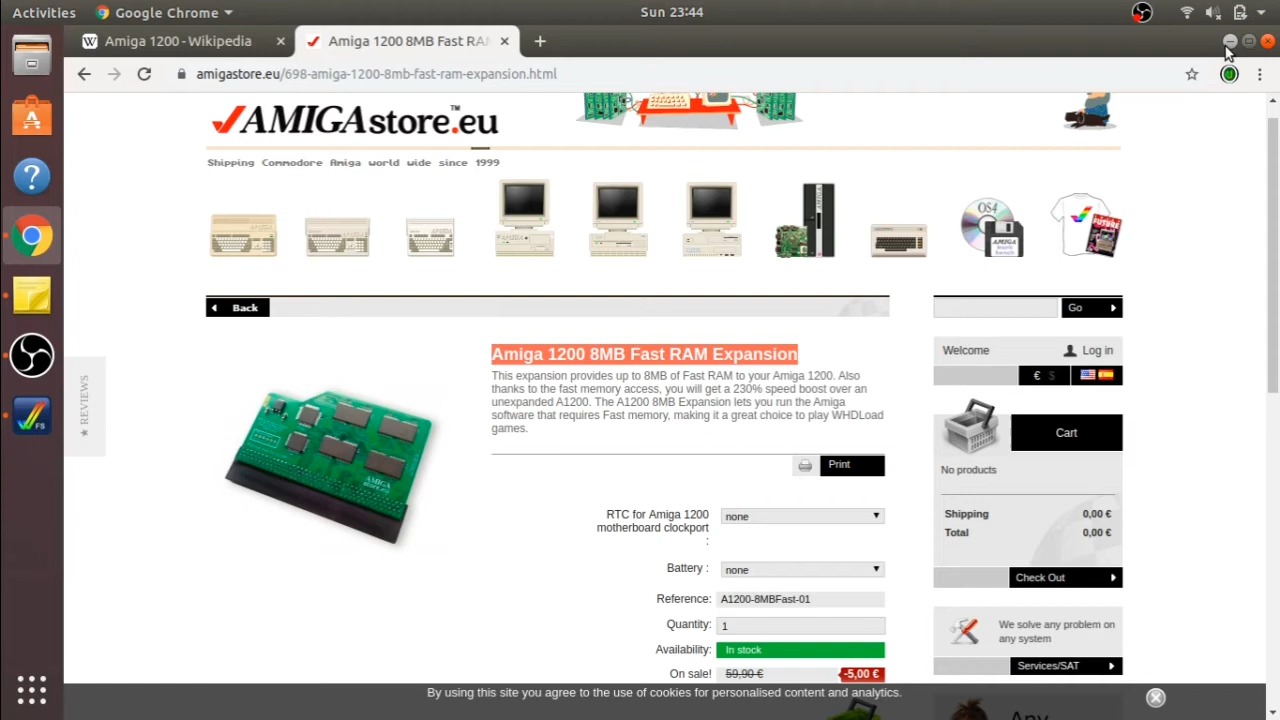 Activities
Google Chrome
Sun 23:44
Amiga 1200 - Wikipedia
Amiga 1200 8MB Fast RA
amigastore.eu/698-amiga-1200-8mb-fast-ram-expansion.html
AMIGAstore.eu™
Shipping Commodore Amiga world wide since 1999
Back
Go
★ REVIEWS
Amiga 1200 8MB Fast RAM Expansion
This expansion provides up to 8MB of Fast RAM to your Amiga 1200. Also
thanks to the fast memory access, you will get a 230% speed boost over an
unexpanded A1200. The A1200 8MB Expansion lets you run the Amiga
software that requires Fast memory, making it a great choice to play WHDLoad
games.
Print
RTC for Amiga 1200
motherboard clockport
:
none
Battery :
none
Reference:
A1200-8MBFast-01
Quantity:
1
Availability:
In stock
On sale!
59,90 €
-5,00 €
Welcome
Log in
€ $
Cart
No products
Shipping
0,00 €
Total
0,00 €
Check Out
We solve any problem on
any system
Services/SAT
Any
By using this site you agree to the use of cookies for personalised content and analytics.
OS4
AMIGA
FUTURE
AMIGA
store.eu
FS